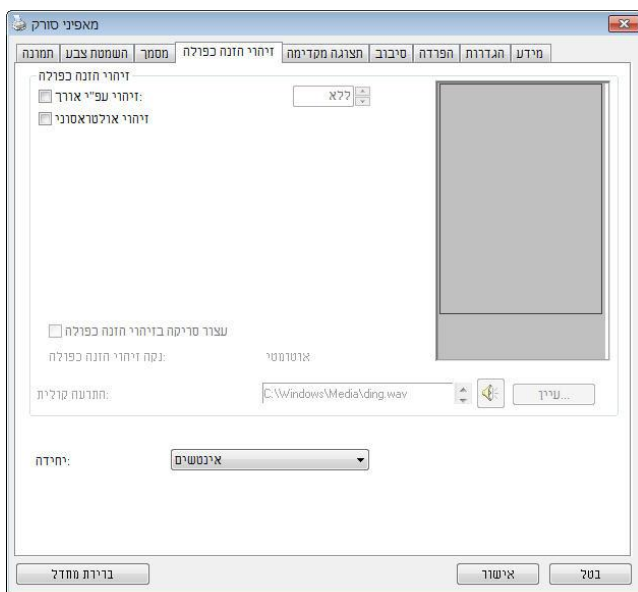 מאפיני סורק
תמונה השמטת צבע מסמך זיהוי הזנה כפולה תצוגה מקדימה סיבוב הפרדה הגדרות מידע
זיהוי הזנה כפולה
זיהוי עפ"י אורך: ללא
זיהוי אולטראסוני
עצור סריקה בזיהוי הזנה כפולה
נקה זיהוי הזנה כפולה: אוטומטי
התרעה קולית: C:\Windows\Media\ding.wav עיין...
יחידה: אינטשים
ברירת מחדל אישור בטל